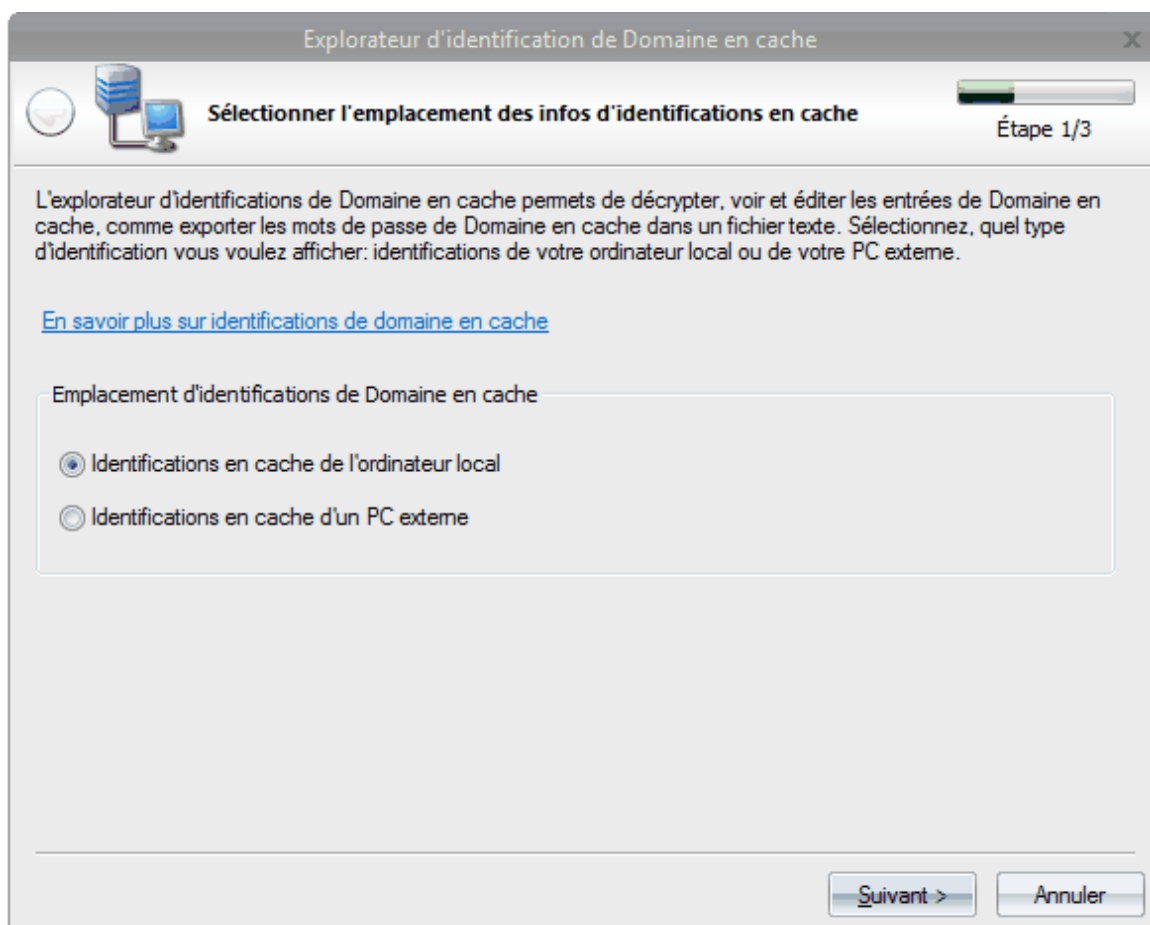 Explorateur d'identification de Domaine en cache
X
Sélectionner l'emplacement des infos d'identifications en cache
Étape 1/3
L'explorateur d'identifications de Domaine en cache permets de décrypter, voir et éditer les entrées de Domaine en
cache, comme exporter les mots de passe de Domaine en cache dans un fichier texte. Sélectionnez, quel type
d'identification vous voulez afficher: identifications de votre ordinateur local ou de votre PC externe.
En savoir plus sur identifications de domaine en cache
Emplacement d'identifications de Domaine en cache
Identifications en cache de l'ordinateur local
Identifications en cache d'un PC externe
Suivant >
Annuler